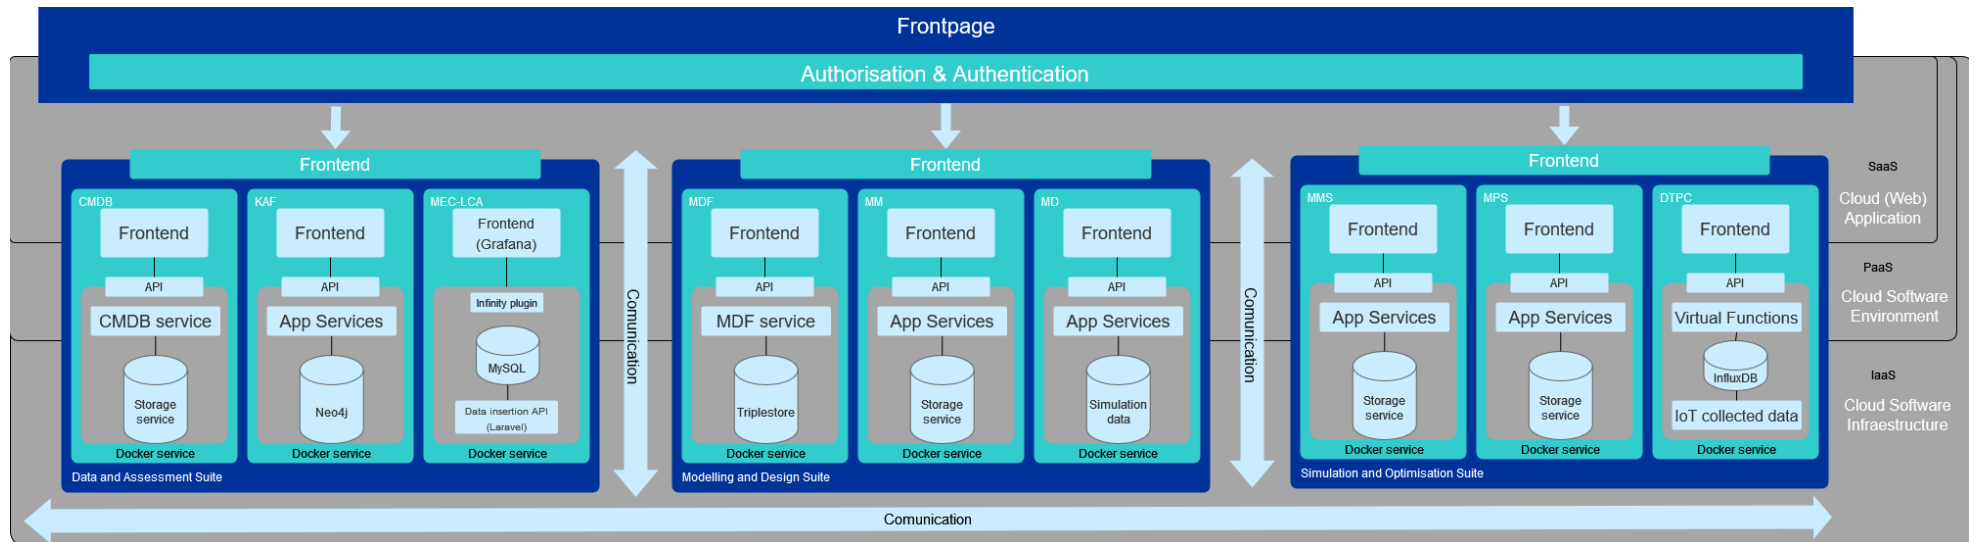 Frontpage
Authorisation & Authentication
Frontend
CMDB
Frontend
API
CMDB service
Storage
service
Docker service
KAF
Frontend
API
App Services
Neo4j
Docker service
MEC-LCA
Frontend
(Grafana)
Infinity plugin
MySQL
Data insertion API
(Laravel)
Docker service
Data and Assessment Suite
Comunication
Frontend
MDF
Frontend
API
MDF service
Triplestore
Docker service
MM
Frontend
API
App Services
Storage
service
Docker service
MD
Frontend
API
App Services
Simulation
data
Docker service
Modelling and Design Suite
Comunication
Frontend
MMS
Frontend
API
App Services
Storage
service
Docker service
MPS
Frontend
API
App Services
Storage
service
Docker service
DTPC
Frontend
API
Virtual Functions
InfluxDB
IoT collected data
Docker service
Simulation and Optimisation Suite
SaaS
Cloud (Web)
Application
PaaS
Cloud Software
Environment
IaaS
Cloud Software
Infraestructure
Comunication